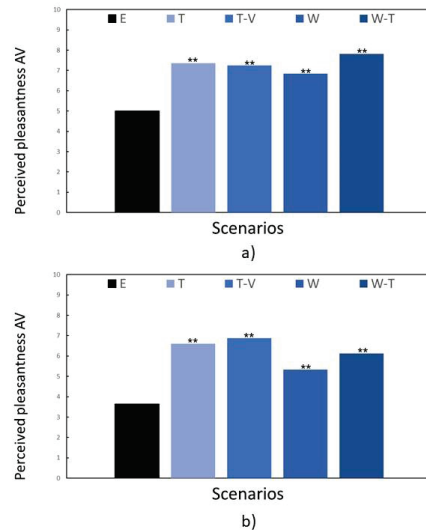 E T T-V W W-T
Perceived pleasantness AV
10
9
8
7
6
5
4
3
2
1
0
** ** ** ** 
Scenarios
a)
E T T-V W W-T
Perceived pleasantness AV
10
9
8
7
6
5
4
3
2
1
0
** ** ** **
Scenarios
b)